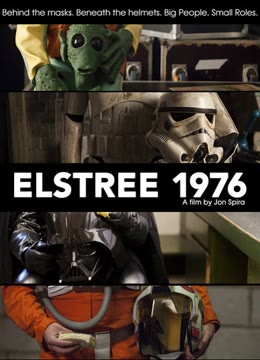 Behind the masks. Beneath the helmets. Big People. Small Roles.
ELSTREE 1976
A film by Jon Spira